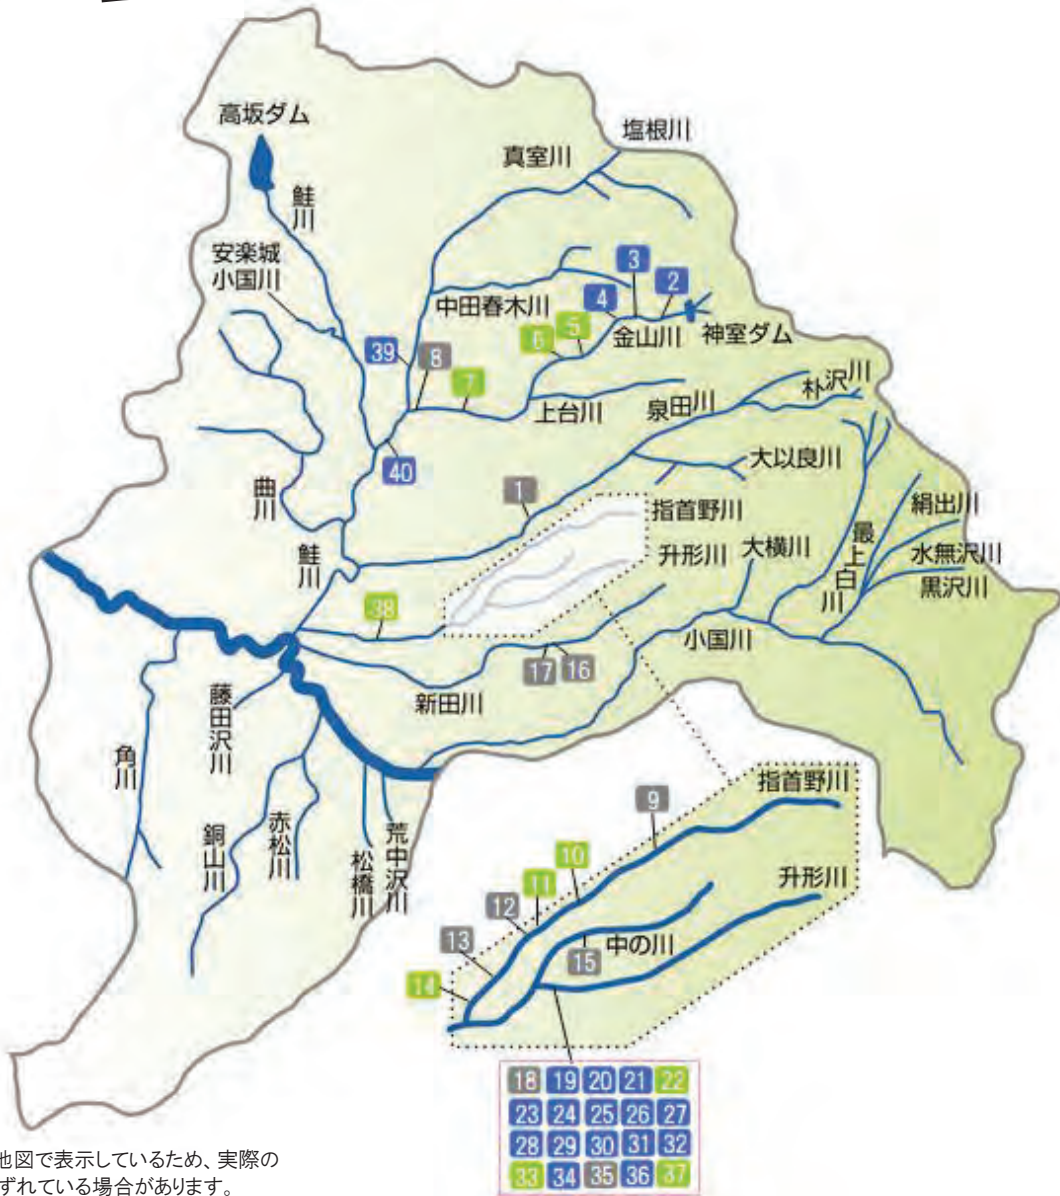 高坂ダム
塩根川
真室川
鮭川
安楽城
小国川
3
2
4
中田春木川
5
6
金山川
神室ダム
39
8
7
上台川
泉田川
朴沢川
40
大以良川
1
曲川
指首野川
絹出川
鮭川
升形川
大横川
最上白川
水無沢川
黒沢川
38
小国川
17
16
新田川
藤田沢川
角川
銅山川
赤松川
松橋川
荒中沢川
指首野川
9
10
升形川
11
12
中の川
13
15
14
18 19 20 21 22
23 24 25 26 27
28 29 30 31 32
33 34 35 36 37
地図で表示しているため、実際の
ずれている場合があります。